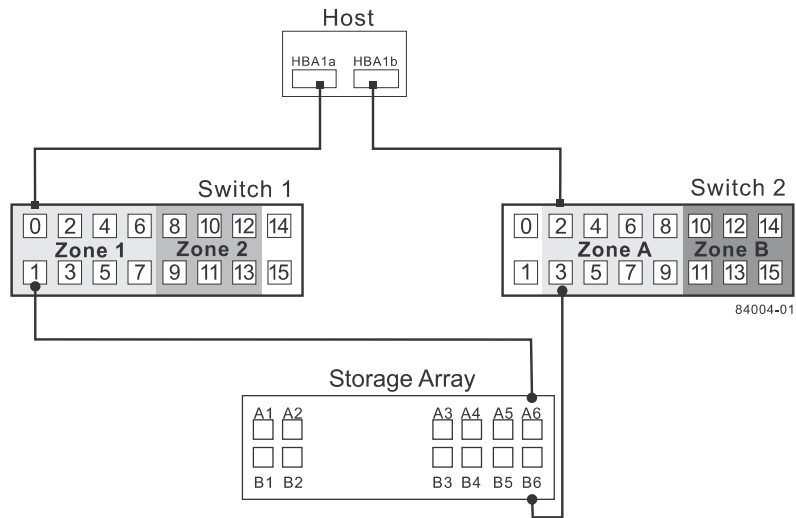 Host
HBA1a HBA1b
Switch 1
0 2 4 6 8 10 12 14
Zone 1 Zone 2
1 3 5 7 9 11 13 15
Switch 2
0 2 4 6 8 10 12 14
Zone A Zone B
1 3 5 7 9 11 13 15
84004-01
Storage Array
A1 A2 A3 A4 A5 A6
B1 B2 B3 B4 B5 B6